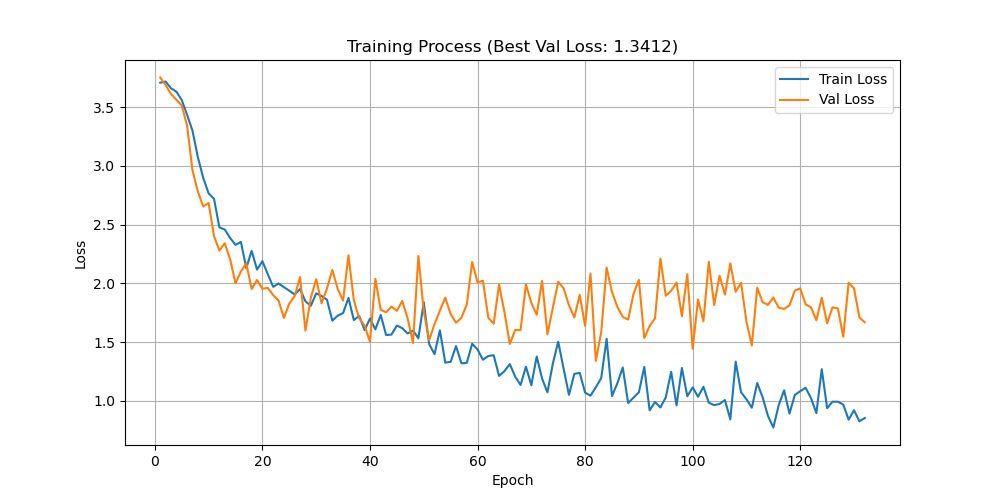 Training Process (Best Val Loss: 1.3412)
Train Loss
Val Loss
3.5
3.0
2.5
2.0
1.5
1.0
Loss
0 20 40 60 80 100 120
Epoch